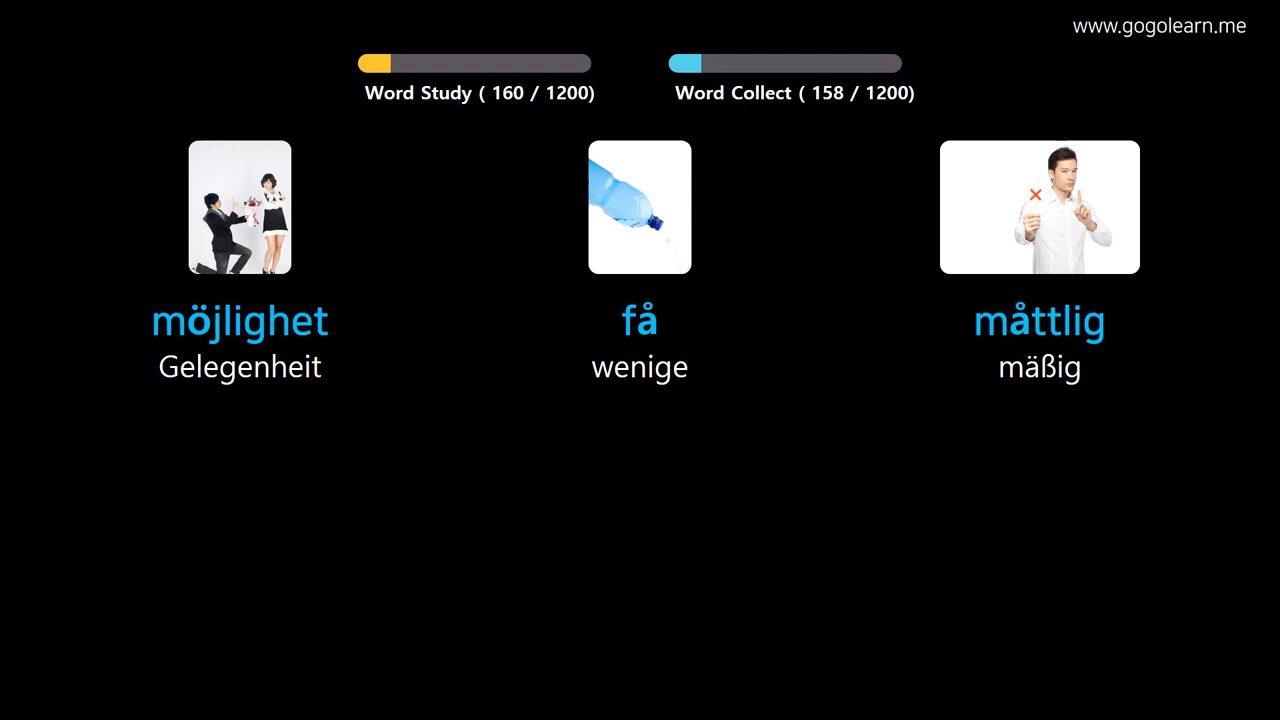 www.gogolearn.me
Word Study ( 160 / 1200)
Word Collect ( 158 / 1200)
möjlighet
få
måttlig
Gelegenheit
wenige
mäßig